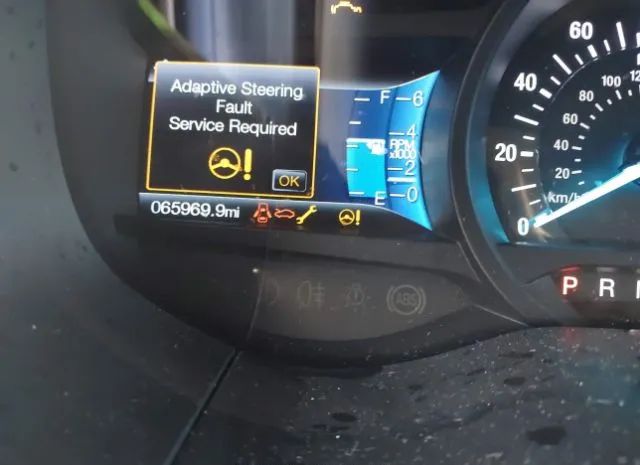 Adaptive Steering
Fault
Service Required
OK
065969.9mi
F 6
4
RPM
x1000
2
E 0
ABS
60
40
20
0
100
80
60
40
20
km/h
P R